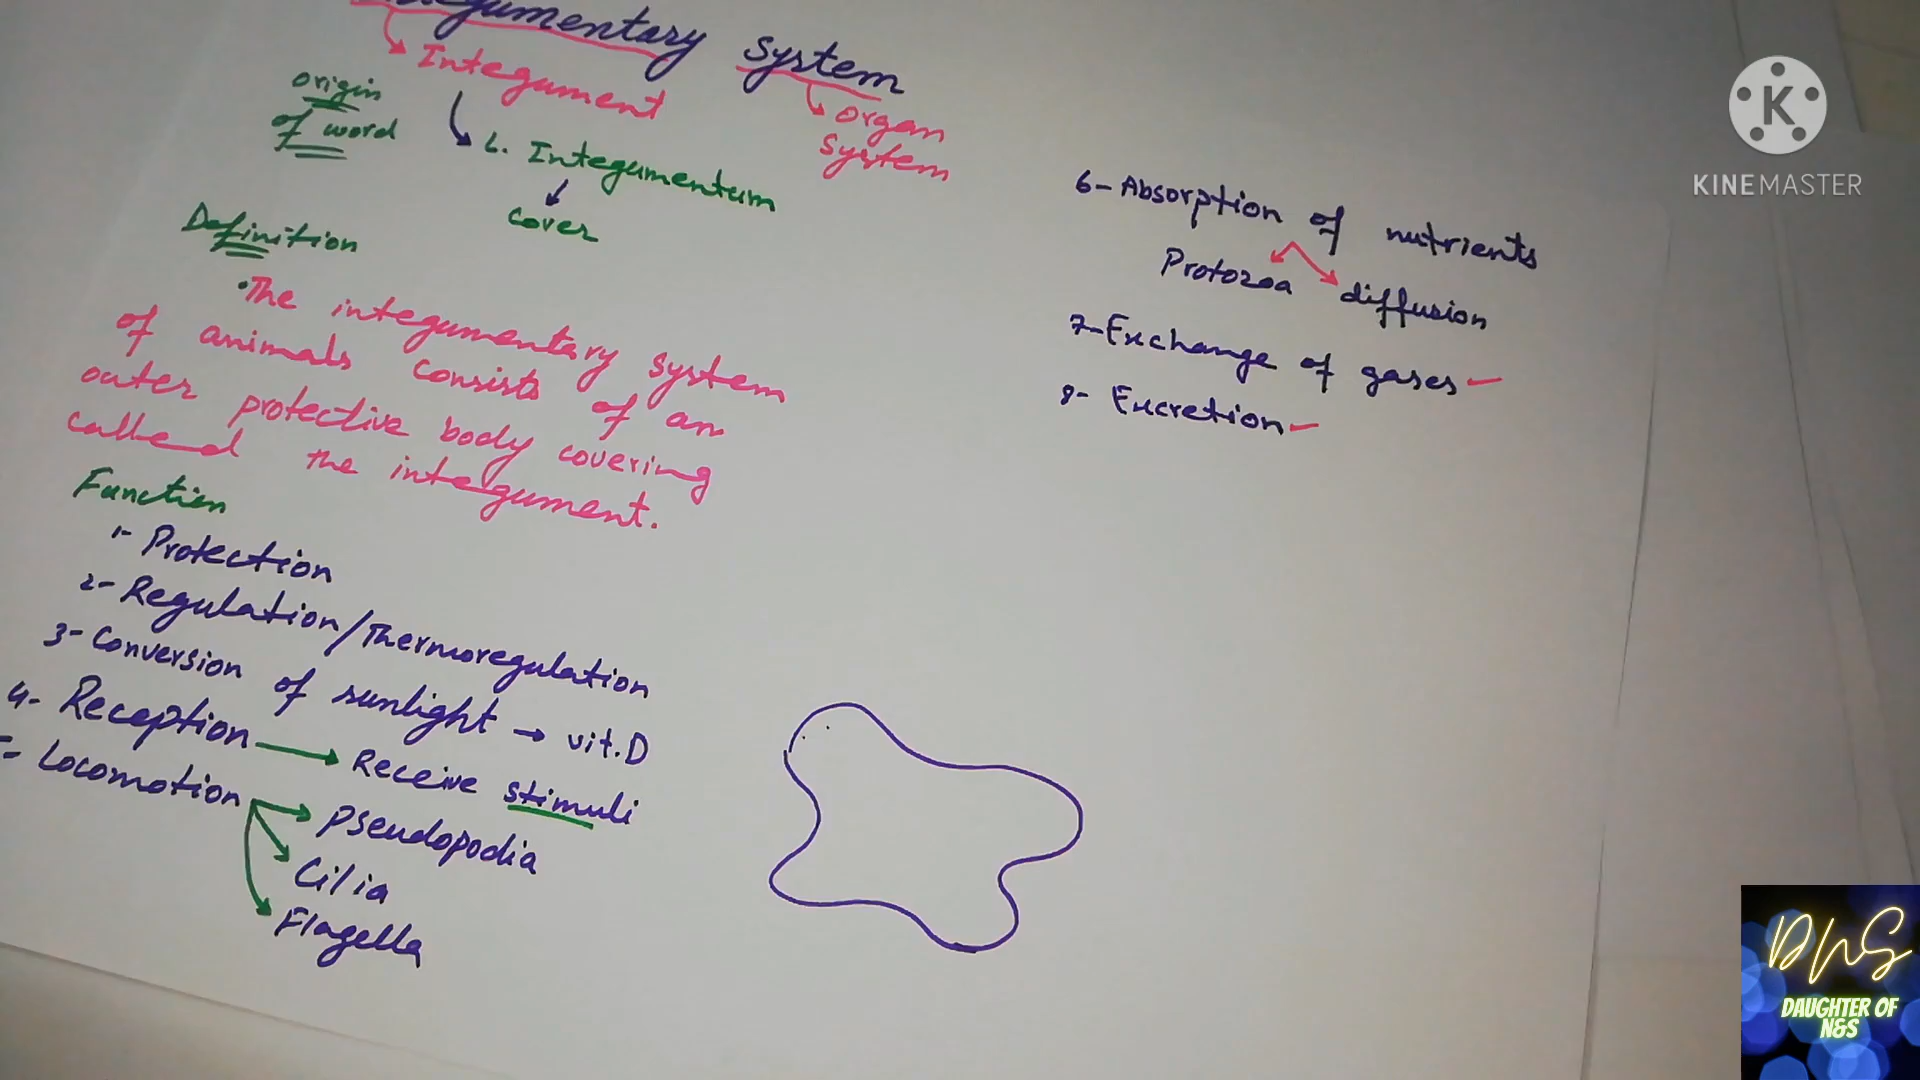 Integumentary System
Integument
organ
System
origin
of word
L. Integumentum
cover
Definition
The integumentary system
of animals consists of an
outer protective body covering
called the integument.
Function
1- Protection
2- Regulation/Thermoregulation
3- Conversion of sunlight → vit.D
4- Reception → Receive stimuli
5- Locomotion → Pseudopodia
Cilia
Flagella
6- Absorption of nutrients
Protozoa diffusion
7- Exchange of gases
8- Excretion
KINEMASTER
DNS
DAUGHTER OF
N&S